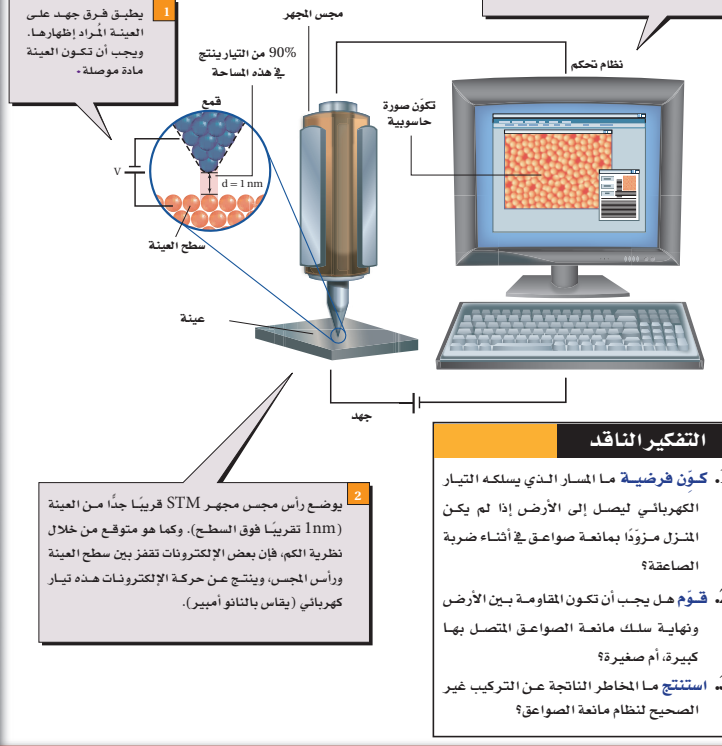 1
يطبق فرق جهد على
العينة المُراد إظهارها.
ويجب أن تكون العينة
مادة موصلة.
مجس المجهر
90% من التيار ينتج
في هذه المساحة
قمع
V
d = 1 nm
سطح العينة
نظام تحكم
تكوّن صورة
حاسوبية
عينة
جهد
2
يوضع رأس مجس مجهر STM قريبًا جدًّا من العينة
(1nm تقريبًا فوق السطح). وكما هو متوقع من خلال
نظرية الكم، فإن بعض الإلكترونات تقفز بين سطح العينة
ورأس المجس، وينتج عن حركة الإلكترونات هذه تيار
كهربائي (يقاس بالنانو أمبير).
التفكير الناقد
1. كوّن فرضية ما المسار الذي يسلكه التيار
الكهربائي ليصل إلى الأرض إذا لم يكن
المنزل مزوّدًا بمانعة صواعق في أثناء ضربة
الصاعقة؟
2. قوّم هل يجب أن تكون المقاومة بين الأرض
ونهاية سلك مانعة الصواعق المتصل بها
كبيرة، أم صغيرة؟
3. استنتج ما المخاطر الناتجة عن التركيب غير
الصحيح لنظام مانعة الصواعق؟